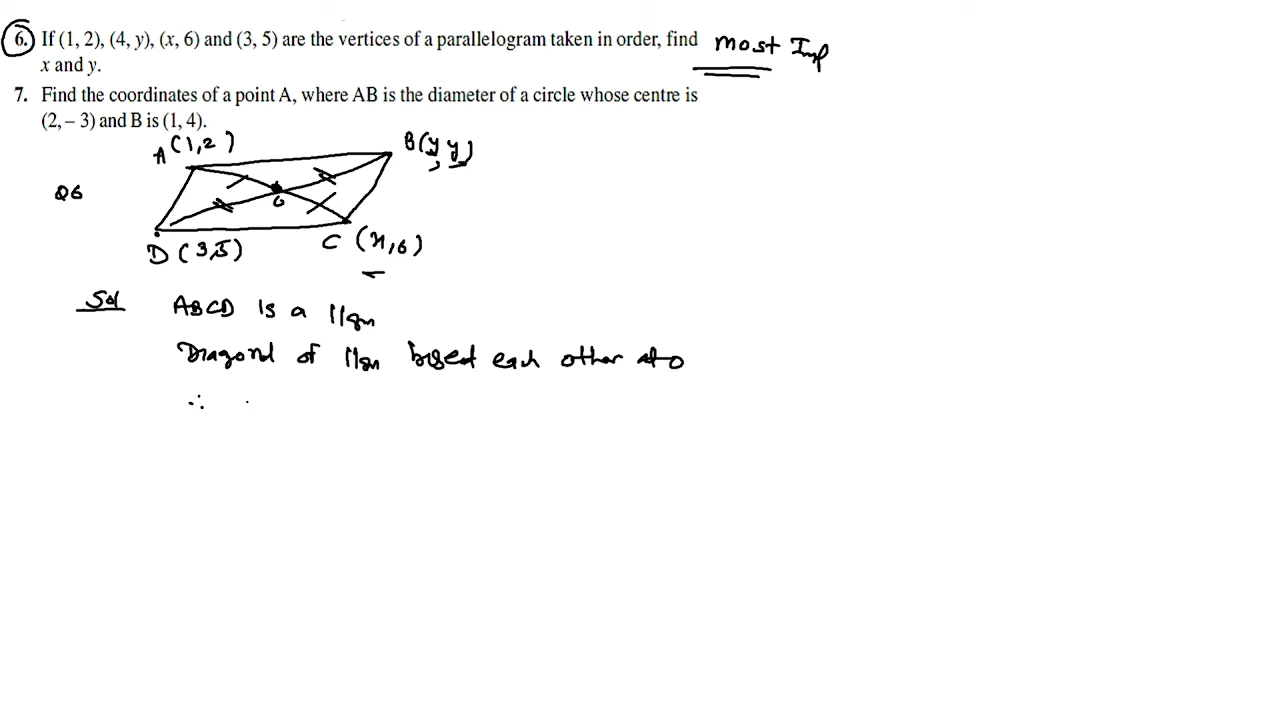 6. If (1, 2), (4, y), (x, 6) and (3, 5) are the vertices of a parallelogram taken in order, find
x and y.
most Imp
7. Find the coordinates of a point A, where AB is the diameter of a circle whose centre is
(2, – 3) and B is (1, 4).
A (1,2)
B(y, y)
Q6
O
D (3,5)
C (x,6)
Sol
ABCD is a ||gm
Diagonal of ||gm bisect each other at O
∴